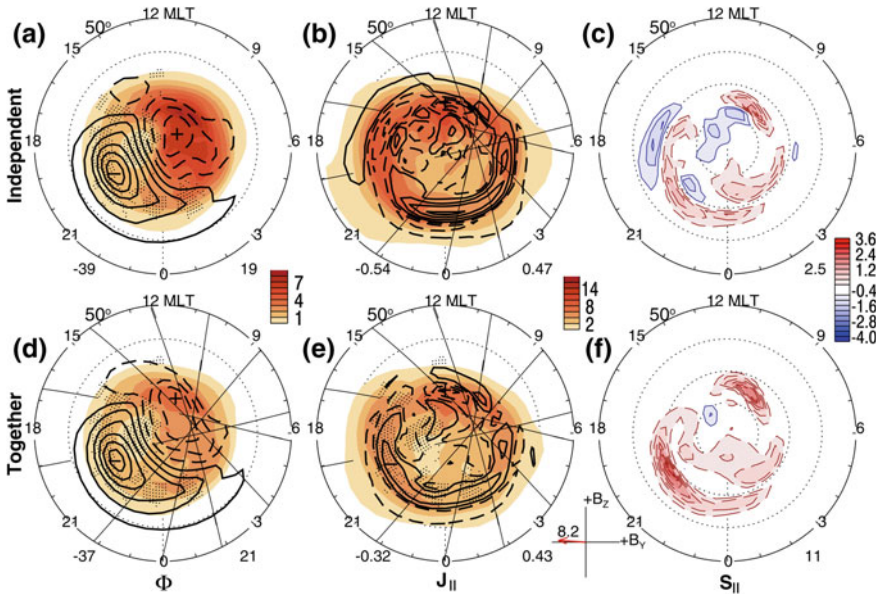 (a) 12 MLT 50° 15 9 18 6 21 3 0 -39 19
(b) 12 MLT 50° 15 9 18 6 21 3 0 -0.54 0.47
(c) 12 MLT 50° 15 9 18 6 21 3 0 2.5
Independent
7
4
1
14
8
2
3.6
2.4
1.2
-0.4
-1.6
-2.8
-4.0
(d) 12 MLT 50° 15 9 18 6 21 3 0 -37 21
(e) 12 MLT 50° 15 9 18 6 21 3 0 -0.32 0.43
(f) 12 MLT 50° 15 9 18 6 21 3 0 11
Together
+BZ
8.2
+BY
Φ J|| S||